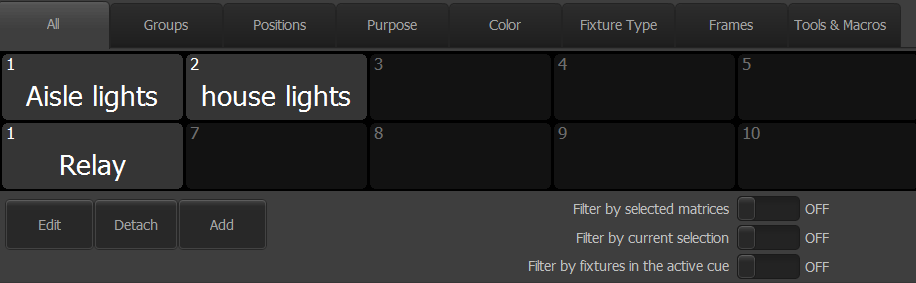 All Groups Positions Purpose Color Fixture Type Frames Tools & Macros
1 2 3 4 5
Aisle lights house lights
1 7 8 9 10
Relay
Edit Detach Add
Filter by selected matrices OFF
Filter by current selection OFF
Filter by fixtures in the active cue OFF